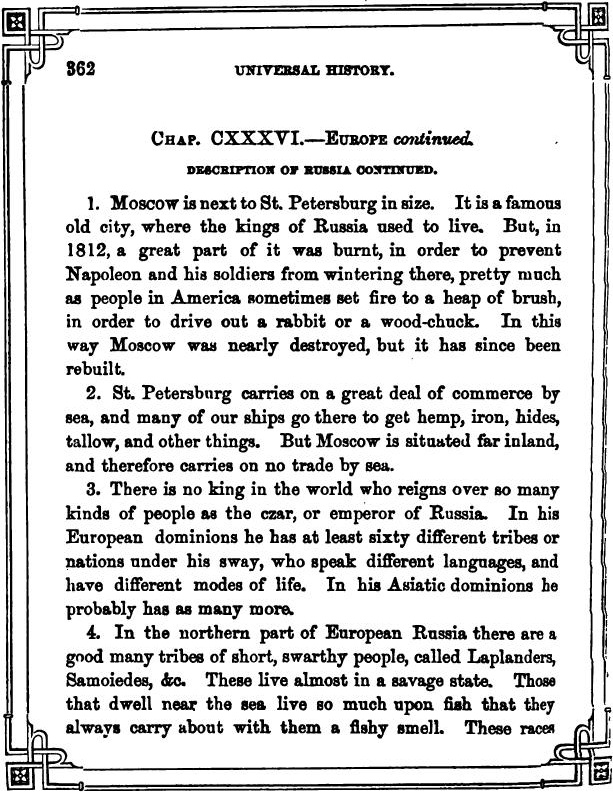 362 UNIVERSAL HISTORY.
CHAP. CXXXVI.—EUROPE continued.
DESCRIPTION OF RUSSIA CONTINUED.
1. Moscow is next to St. Petersburg in size. It is a famous
old city, where the kings of Russia used to live. But, in
1812, a great part of it was burnt, in order to prevent
Napoleon and his soldiers from wintering there, pretty much
as people in America sometimes set fire to a heap of brush,
in order to drive out a rabbit or a wood-chuck. In this
way Moscow was nearly destroyed, but it has since been
rebuilt.
2. St. Petersburg carries on a great deal of commerce by
sea, and many of our ships go there to get hemp, iron, hides,
tallow, and other things. But Moscow is situated far inland,
and therefore carries on no trade by sea.
3. There is no king in the world who reigns over so many
kinds of people as the czar, or emperor of Russia. In his
European dominions he has at least sixty different tribes or
nations under his sway, who speak different languages, and
have different modes of life. In his Asiatic dominions he
probably has as many more.
4. In the northern part of European Russia there are a
good many tribes of short, swarthy people, called Laplanders,
Samoiedes, &c. These live almost in a savage state. Those
that dwell near the sea live so much upon fish that they
always carry about with them a fishy smell. These races